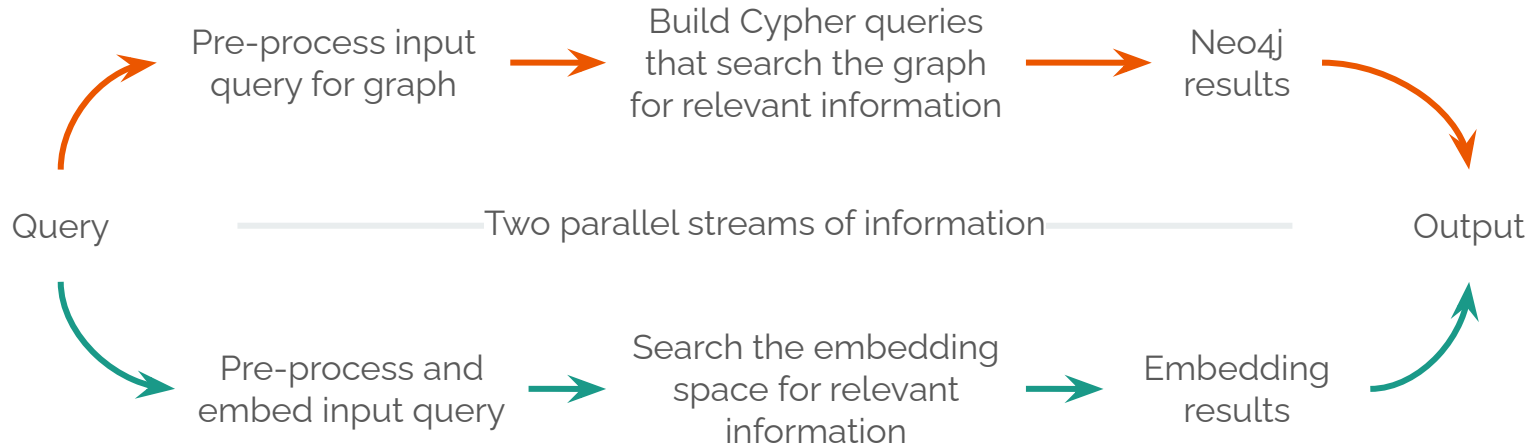 Pre-process input
query for graph
Build Cypher queries
that search the graph
for relevant information
Neo4j
results
Query
Two parallel streams of information
Output
Pre-process and
embed input query
Search the embedding
space for relevant
information
Embedding
results